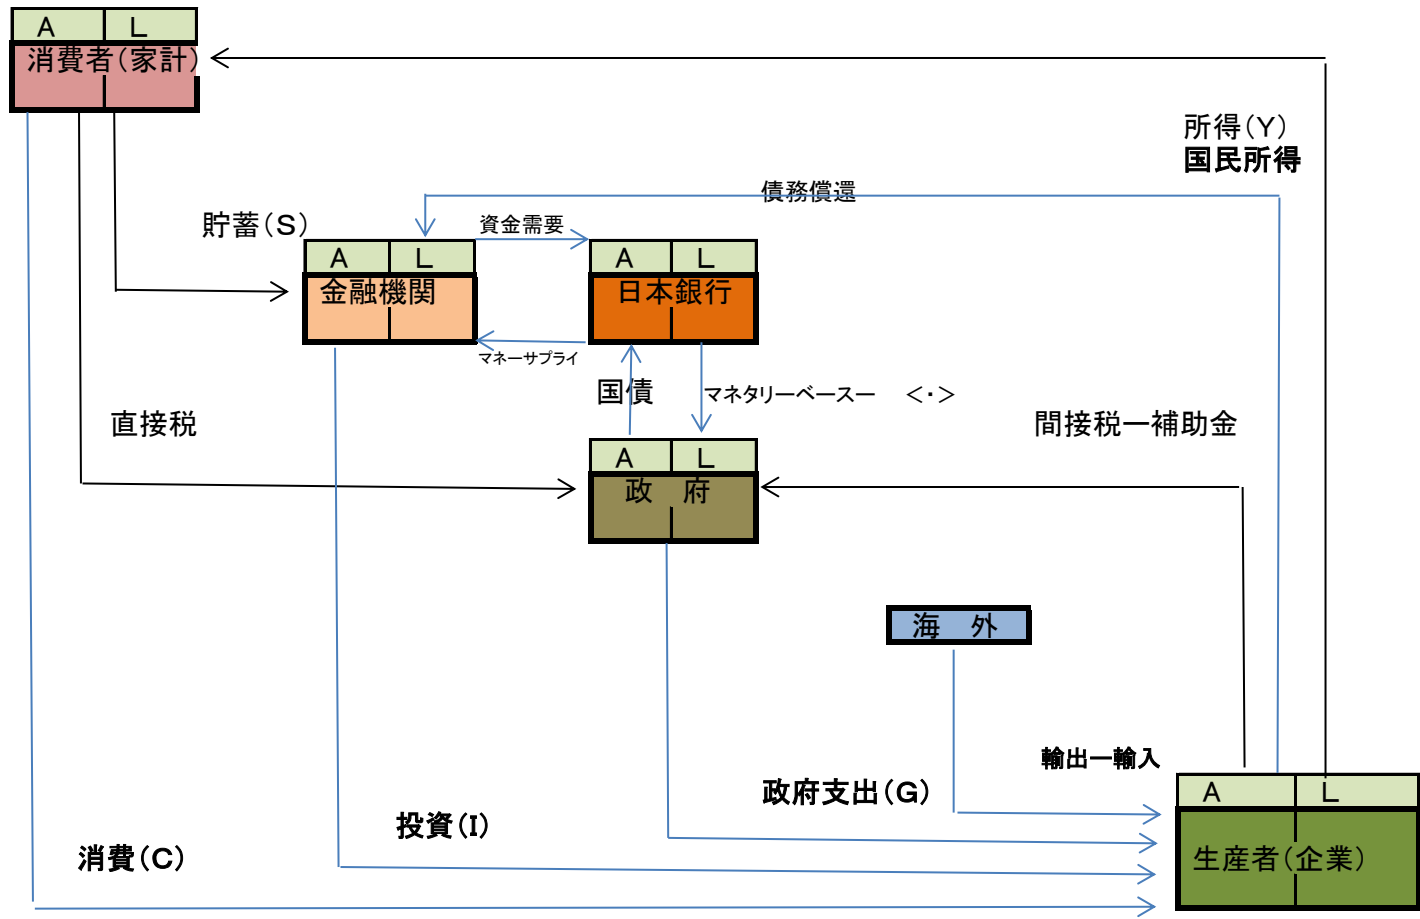 A L
消費者(家計)
所得(Y)
国民所得
債務償還
貯蓄(S)
資金需要
A L
金融機関
A L
日本銀行
マネーサプライ
国債
マネタリーベースー <・>
直接税
間接税ー補助金
A L
政 府
海 外
輸出ー輸入
政府支出(G)
A L
投資(I)
消費(C)
生産者(企業)